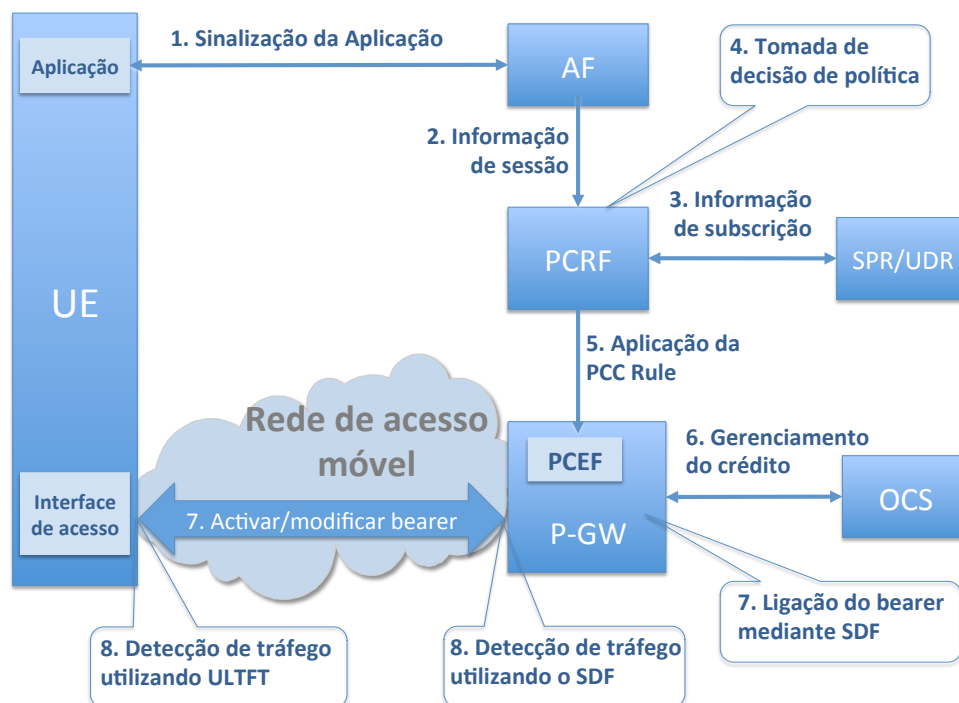 1. Sinalização da Aplicação
Aplicação
AF
4. Tomada de
decisão de política
2. Informação
de sessão
3. Informação
de subscrição
PCRF
SPR/UDR
UE
5. Aplicação da
PCC Rule
Rede de acesso
móvel
PCEF
6. Gerenciamento
do crédito
Interface
de acesso
7. Activar/modificar bearer
P-GW
OCS
7. Ligação do bearer
mediante SDF
8. Detecção de tráfego
utilizando ULTFT
8. Detecção de tráfego
utilizando o SDF